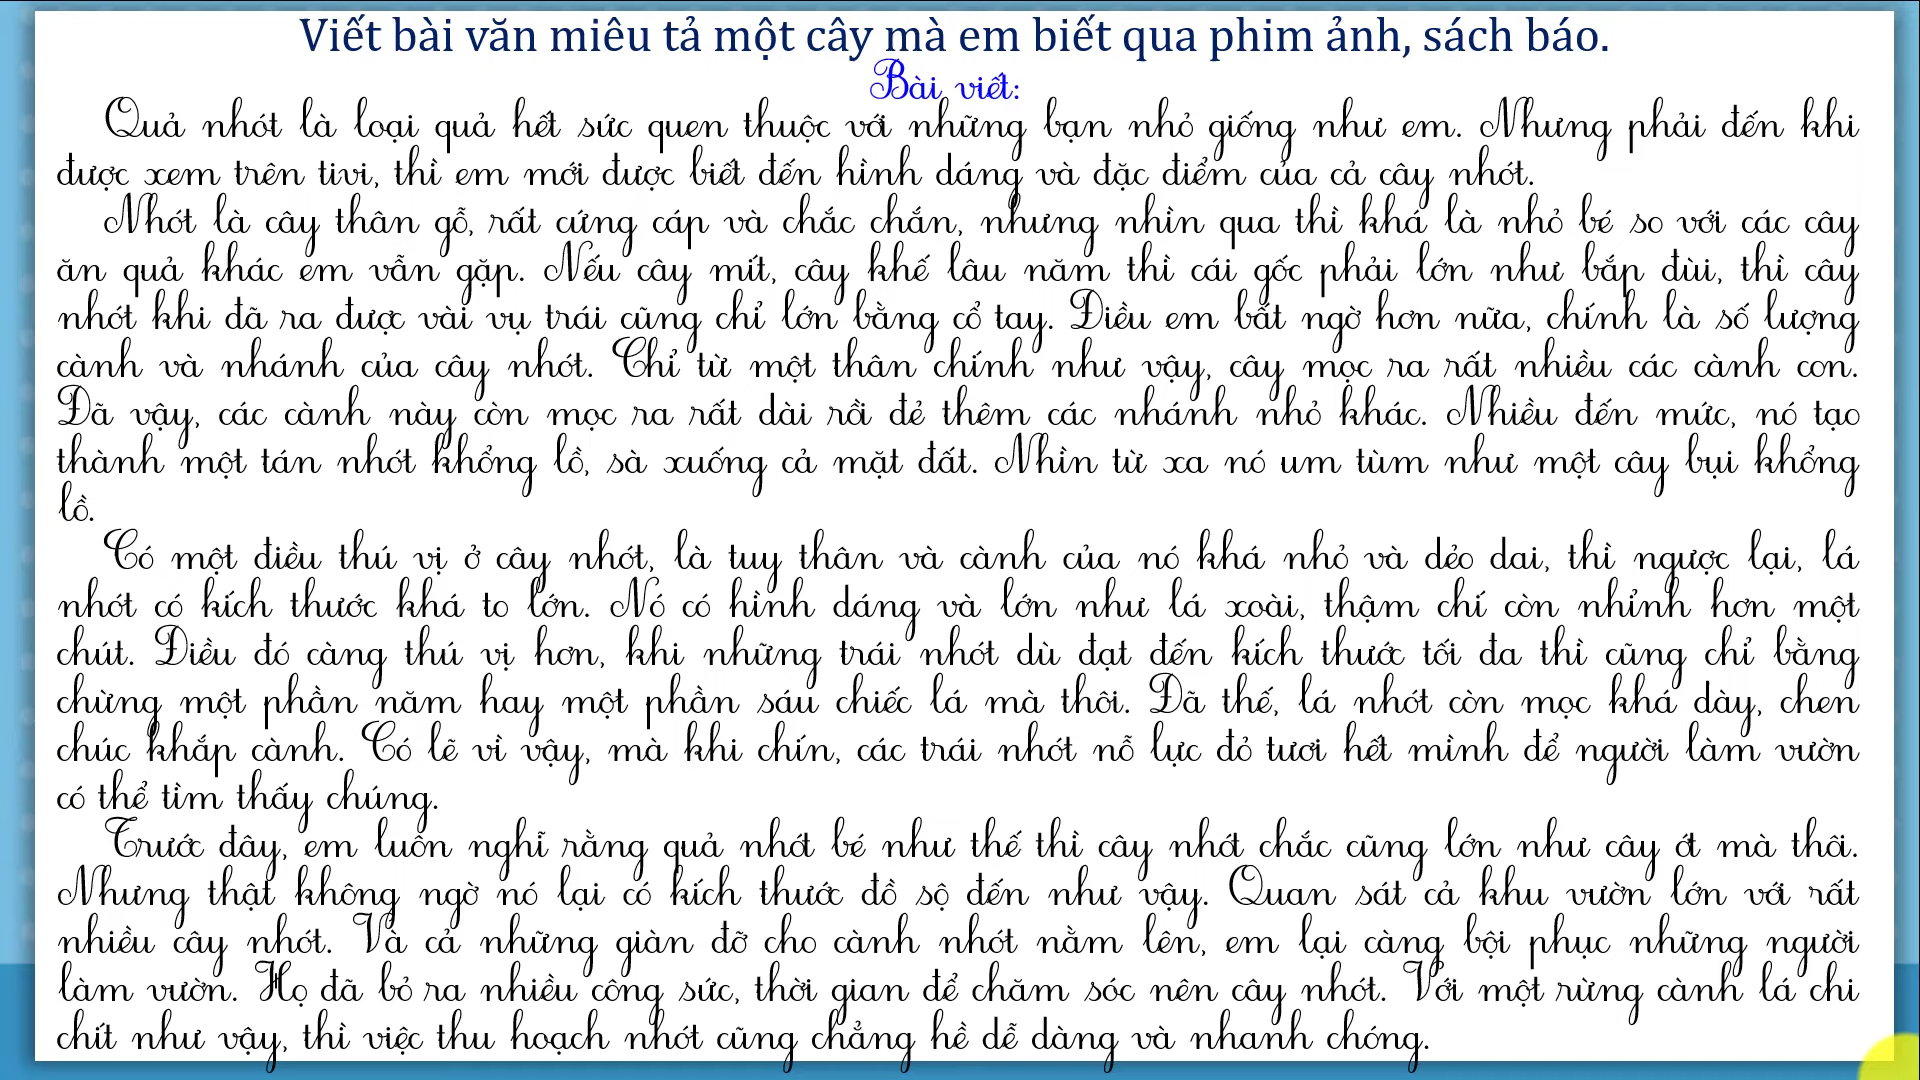 Viết bài văn miêu tả một cây mà em biết qua phim ảnh, sách báo.
Bài viết:
Quả nhót là loại quả hết sức quen thuộc với những bạn nhỏ giống như em. Nhưng phải đến khi
được xem trên tivi, thì em mới được biết đến hình dáng và đặc điểm của cả cây nhót.
Nhót là cây thân gỗ, rất cứng cáp và chắc chắn, nhưng nhìn qua thì khá là nhỏ bé so với các cây
ăn quả khác em vẫn gặp. Nếu cây mít, cây khế lâu năm thì cái gốc phải lớn như bắp đùi, thì cây
nhót khi đã ra được vài vụ trái cũng chỉ lớn bằng cổ tay. Điều em bất ngờ hơn nữa, chính là số lượng
cành và nhánh của cây nhót. Chỉ từ một thân chính như vậy, cây mọc ra rất nhiều các cành con.
Đã vậy, các cành này còn mọc ra rất dài rồi đẻ thêm các nhánh nhỏ khác. Nhiều đến mức, nó tạo
thành một tán nhót khổng lồ, sà xuống cả mặt đất. Nhìn từ xa nó um tùm như một cây bụi khổng
lồ.
Có một điều thú vị ở cây nhót, là tuy thân và cành của nó khá nhỏ và dẻo dai, thì ngược lại, lá
nhót có kích thước khá to lớn. Nó có hình dáng và lớn như lá xoài, thậm chí còn nhỉnh hơn một
chút. Điều đó càng thú vị hơn, khi những trái nhót dù đạt đến kích thước tối đa thì cũng chỉ bằng
chừng một phần năm hay một phần sáu chiếc lá mà thôi. Đã thế, lá nhót còn mọc khá dày, chen
chúc khắp cành. Có lẽ vì vậy, mà khi chín, các trái nhót nỗ lực đỏ tươi hết mình để người làm vườn
có thể tìm thấy chúng.
Trước đây, em luôn nghĩ rằng quả nhót bé như thế thì cây nhót chắc cũng lớn như cây ớt mà thôi.
Nhưng thật không ngờ nó lại có kích thước đồ sộ đến như vậy. Quan sát cả khu vườn lớn với rất
nhiều cây nhót. Và cả những giàn đỡ cho cành nhót nằm lên, em lại càng bội phục những người
làm vườn. Họ đã bỏ ra nhiều công sức, thời gian để chăm sóc nên cây nhót. Với một rừng cành lá chi
chít như vậy, thì việc thu hoạch nhót cũng chẳng hề dễ dàng và nhanh chóng.